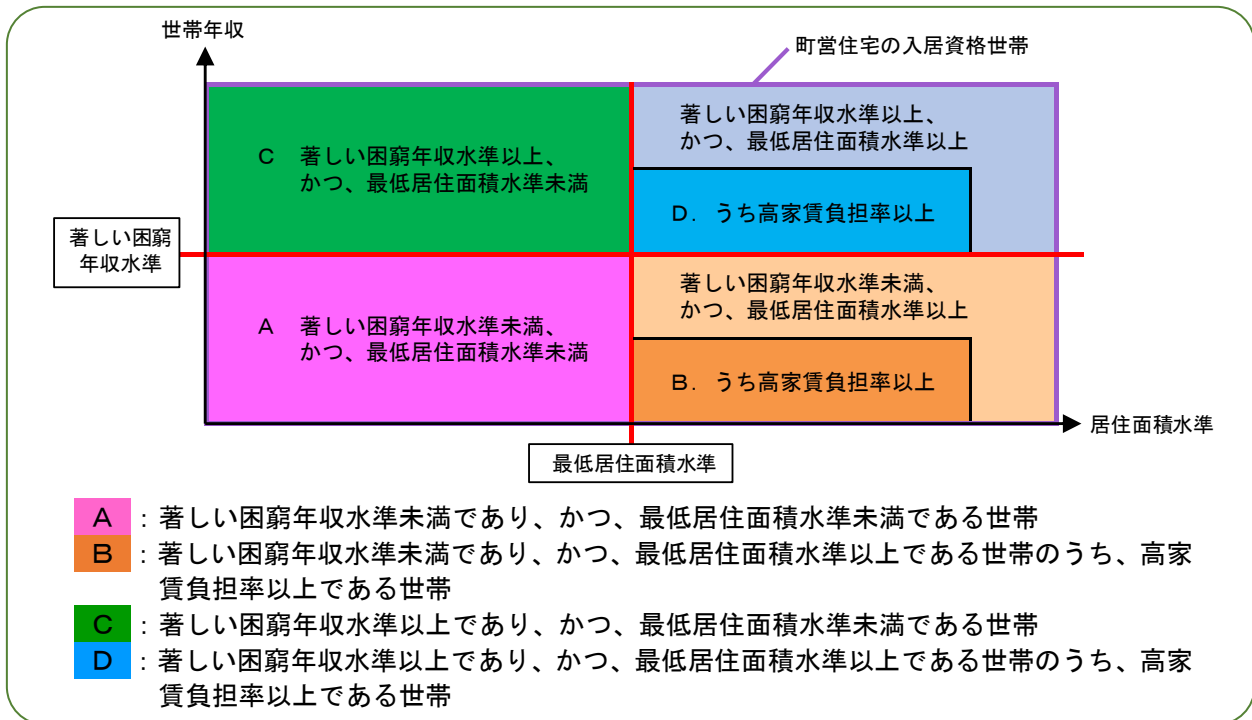 世帯年収
町営住宅の入居資格世帯
C 著しい困窮年収水準以上、
かつ、最低居住面積水準未満
著しい困窮年収水準以上、
かつ、最低居住面積水準以上
D. うち高家賃負担率以上
著しい困窮
年収水準
A 著しい困窮年収水準未満、
かつ、最低居住面積水準未満
著しい困窮年収水準未満、
かつ、最低居住面積水準以上
B. うち高家賃負担率以上
居住面積水準
最低居住面積水準
A:著しい困窮年収水準未満であり、かつ、最低居住面積水準未満である世帯
B:著しい困窮年収水準未満であり、かつ、最低居住面積水準以上である世帯のうち、高家
賃負担率以上である世帯
C:著しい困窮年収水準以上であり、かつ、最低居住面積水準未満である世帯
D:著しい困窮年収水準以上であり、かつ、最低居住面積水準以上である世帯のうち、高家
賃負担率以上である世帯